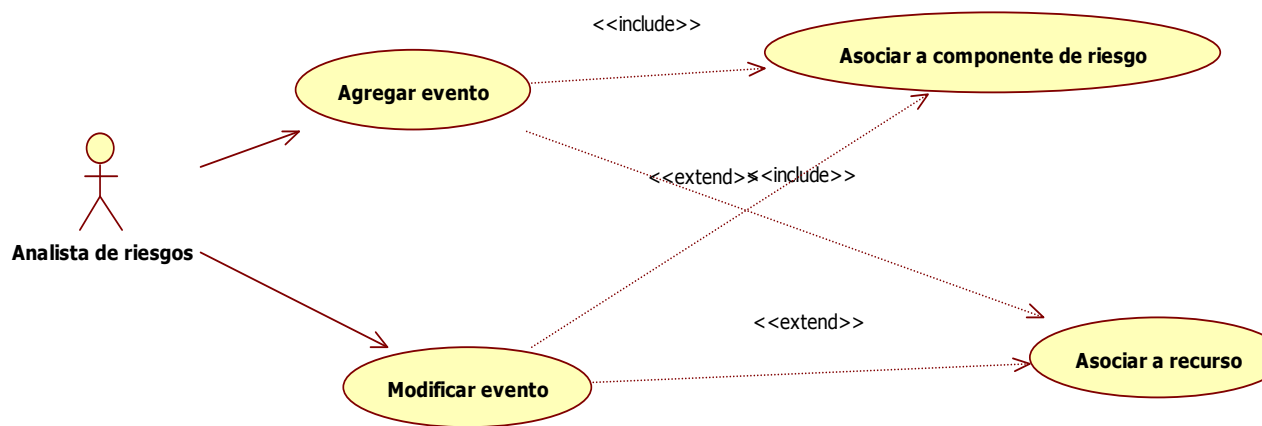 <<include>>
Asociar a componente de riesgo
Agregar evento
<<extend>>
<<include>>
Analista de riesgos
<<extend>>
Asociar a recurso
Modificar evento